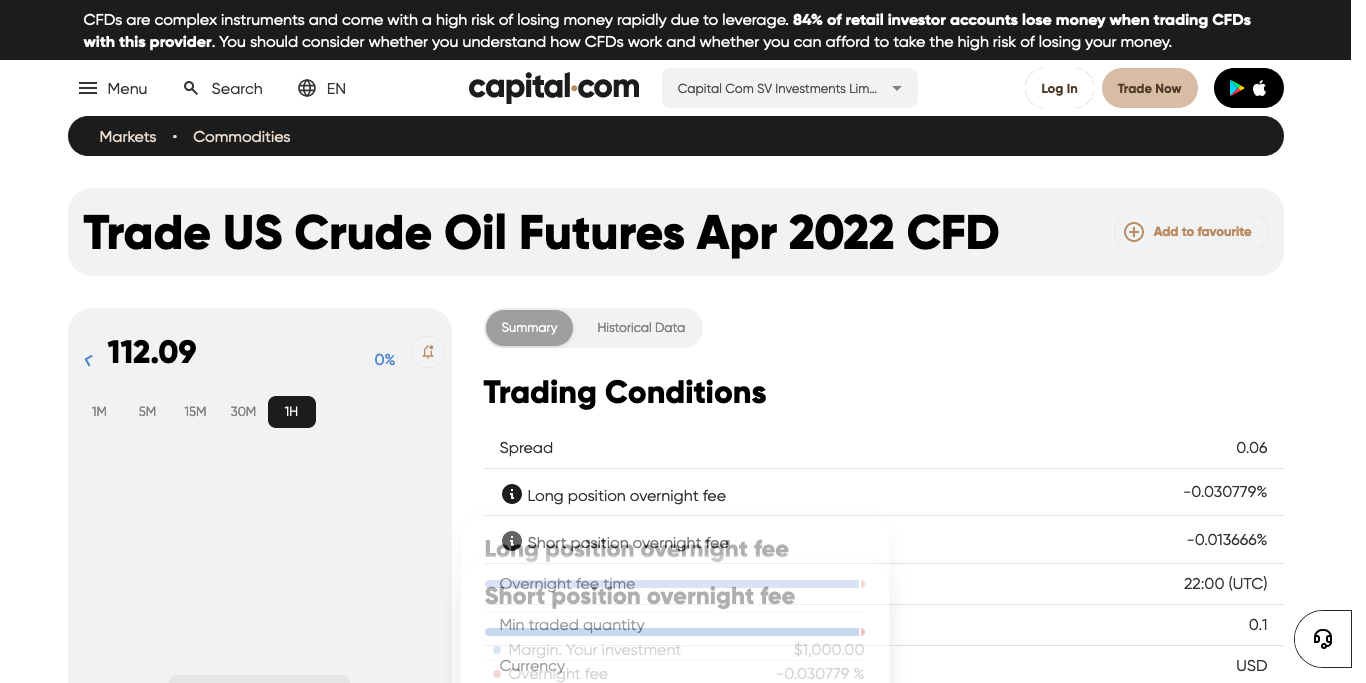 CFDs are complex instruments and come with a high risk of losing money rapidly due to leverage. 84% of retail investor accounts lose money when trading CFDs
with this provider. You should consider whether you understand how CFDs work and whether you can afford to take the high risk of losing your money.
Menu Search EN capital.com Capital Com SV Investments Lim... Log In Trade Now
Markets • Commodities
Trade US Crude Oil Futures Apr 2022 CFD Add to favourite
112.09 0%
1M 5M 15M 30M 1H
Summary Historical Data
Trading Conditions
Spread 0.06
Long position overnight fee -0.030779%
Short position overnight fee -0.013666%
Long position overnight fee
Overnight fee time 22:00 (UTC)
Short position overnight fee
Min traded quantity 0.1
Margin. Your investment $1,000.00
Currency USD
Overnight fee -0.030779 %